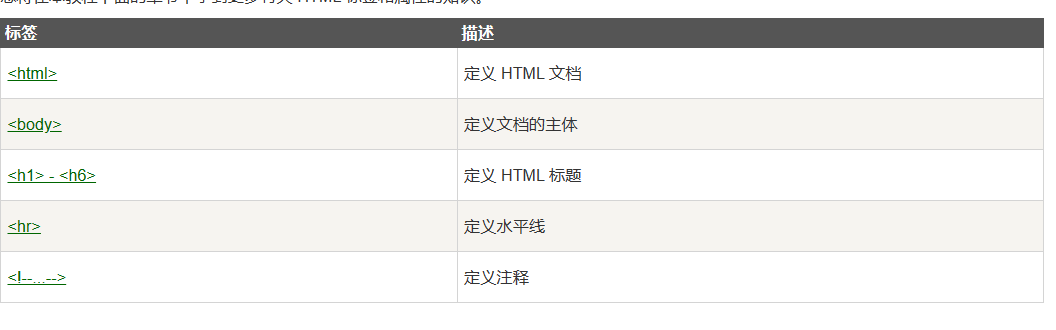 标签 描述
<html> 定义 HTML 文档
<body> 定义文档的主体
<h1> - <h6> 定义 HTML 标题
<hr> 定义水平线
<!--...--> 定义注释